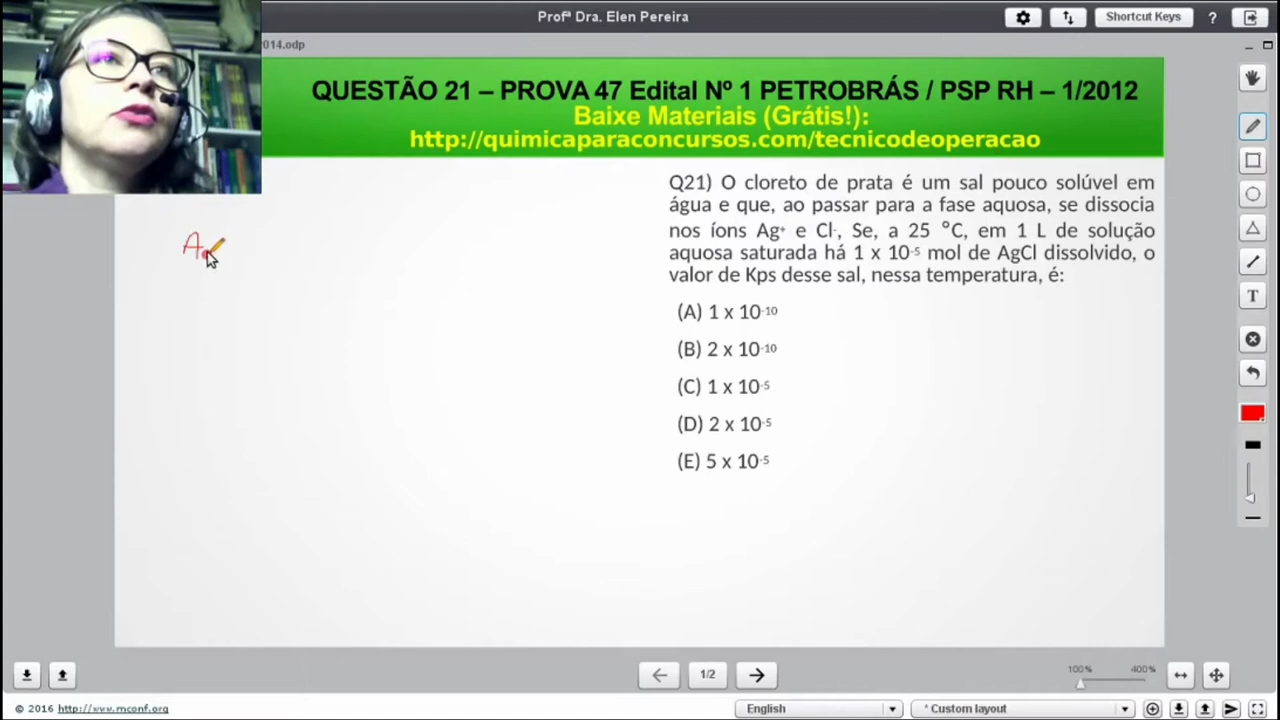 Profª Dra. Elen Pereira
Shortcut Keys
?
2014.odp
QUESTÃO 21 – PROVA 47 Edital Nº 1 PETROBRÁS / PSP RH – 1/2012
Baixe Materiais (Grátis!):
http://quimicaparaconcursos.com/tecnicodeoperacao
Q21) O cloreto de prata é um sal pouco solúvel em
água e que, ao passar para a fase aquosa, se dissocia
nos íons Ag⁺ e Cl⁻, Se, a 25 °C, em 1 L de solução
aquosa saturada há 1 x 10⁻⁵ mol de AgCl dissolvido, o
valor de Kps desse sal, nessa temperatura, é:
(A) 1 x 10⁻¹⁰
(B) 2 x 10⁻¹⁰
(C) 1 x 10⁻⁵
(D) 2 x 10⁻⁵
(E) 5 x 10⁻⁵
A
T
1/2
100%
400%
© 2016 http://www.mconf.org
English
* Custom layout